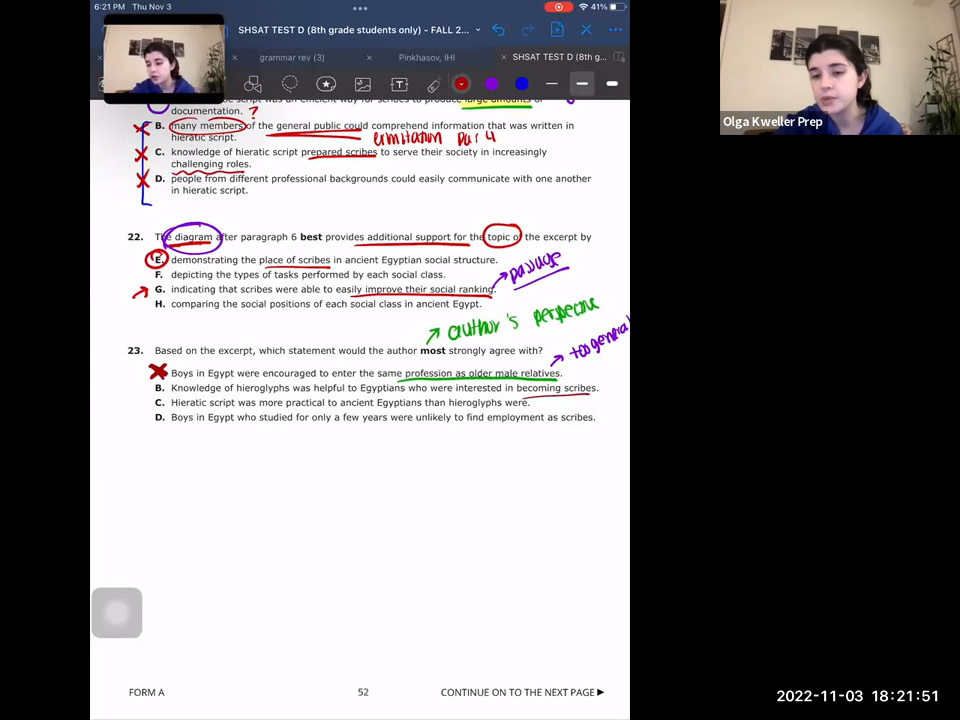 6:21 PM Thu Nov 3
41%
SHSAT TEST D (8th grade students only) – FALL 2...
grammar rev (3)
Pinkhasov, IHI
SHSAT TEST D (8th g...
T
documentation. ?
B. many members of the general public could comprehend information that was written in
hieratic script.
limitation par 4
C. knowledge of hieratic script prepared scribes to serve their society in increasingly
challenging roles.
D. people from different professional backgrounds could easily communicate with one another
in hieratic script.
22. The diagram after paragraph 6 best provides additional support for the topic of the excerpt by
E. demonstrating the place of scribes in ancient Egyptian social structure.
F. depicting the types of tasks performed by each social class.
passage
G. indicating that scribes were able to easily improve their social ranking.
H. comparing the social positions of each social class in ancient Egypt.
author's perspective
23. Based on the excerpt, which statement would the author most strongly agree with?
too general
Boys in Egypt were encouraged to enter the same profession as older male relatives.
B. Knowledge of hieroglyphs was helpful to Egyptians who were interested in becoming scribes.
C. Hieratic script was more practical to ancient Egyptians than hieroglyphs were.
D. Boys in Egypt who studied for only a few years were unlikely to find employment as scribes.
FORM A 52 CONTINUE ON TO THE NEXT PAGE ▶
Olga Kweller Prep
2022-11-03 18:21:51